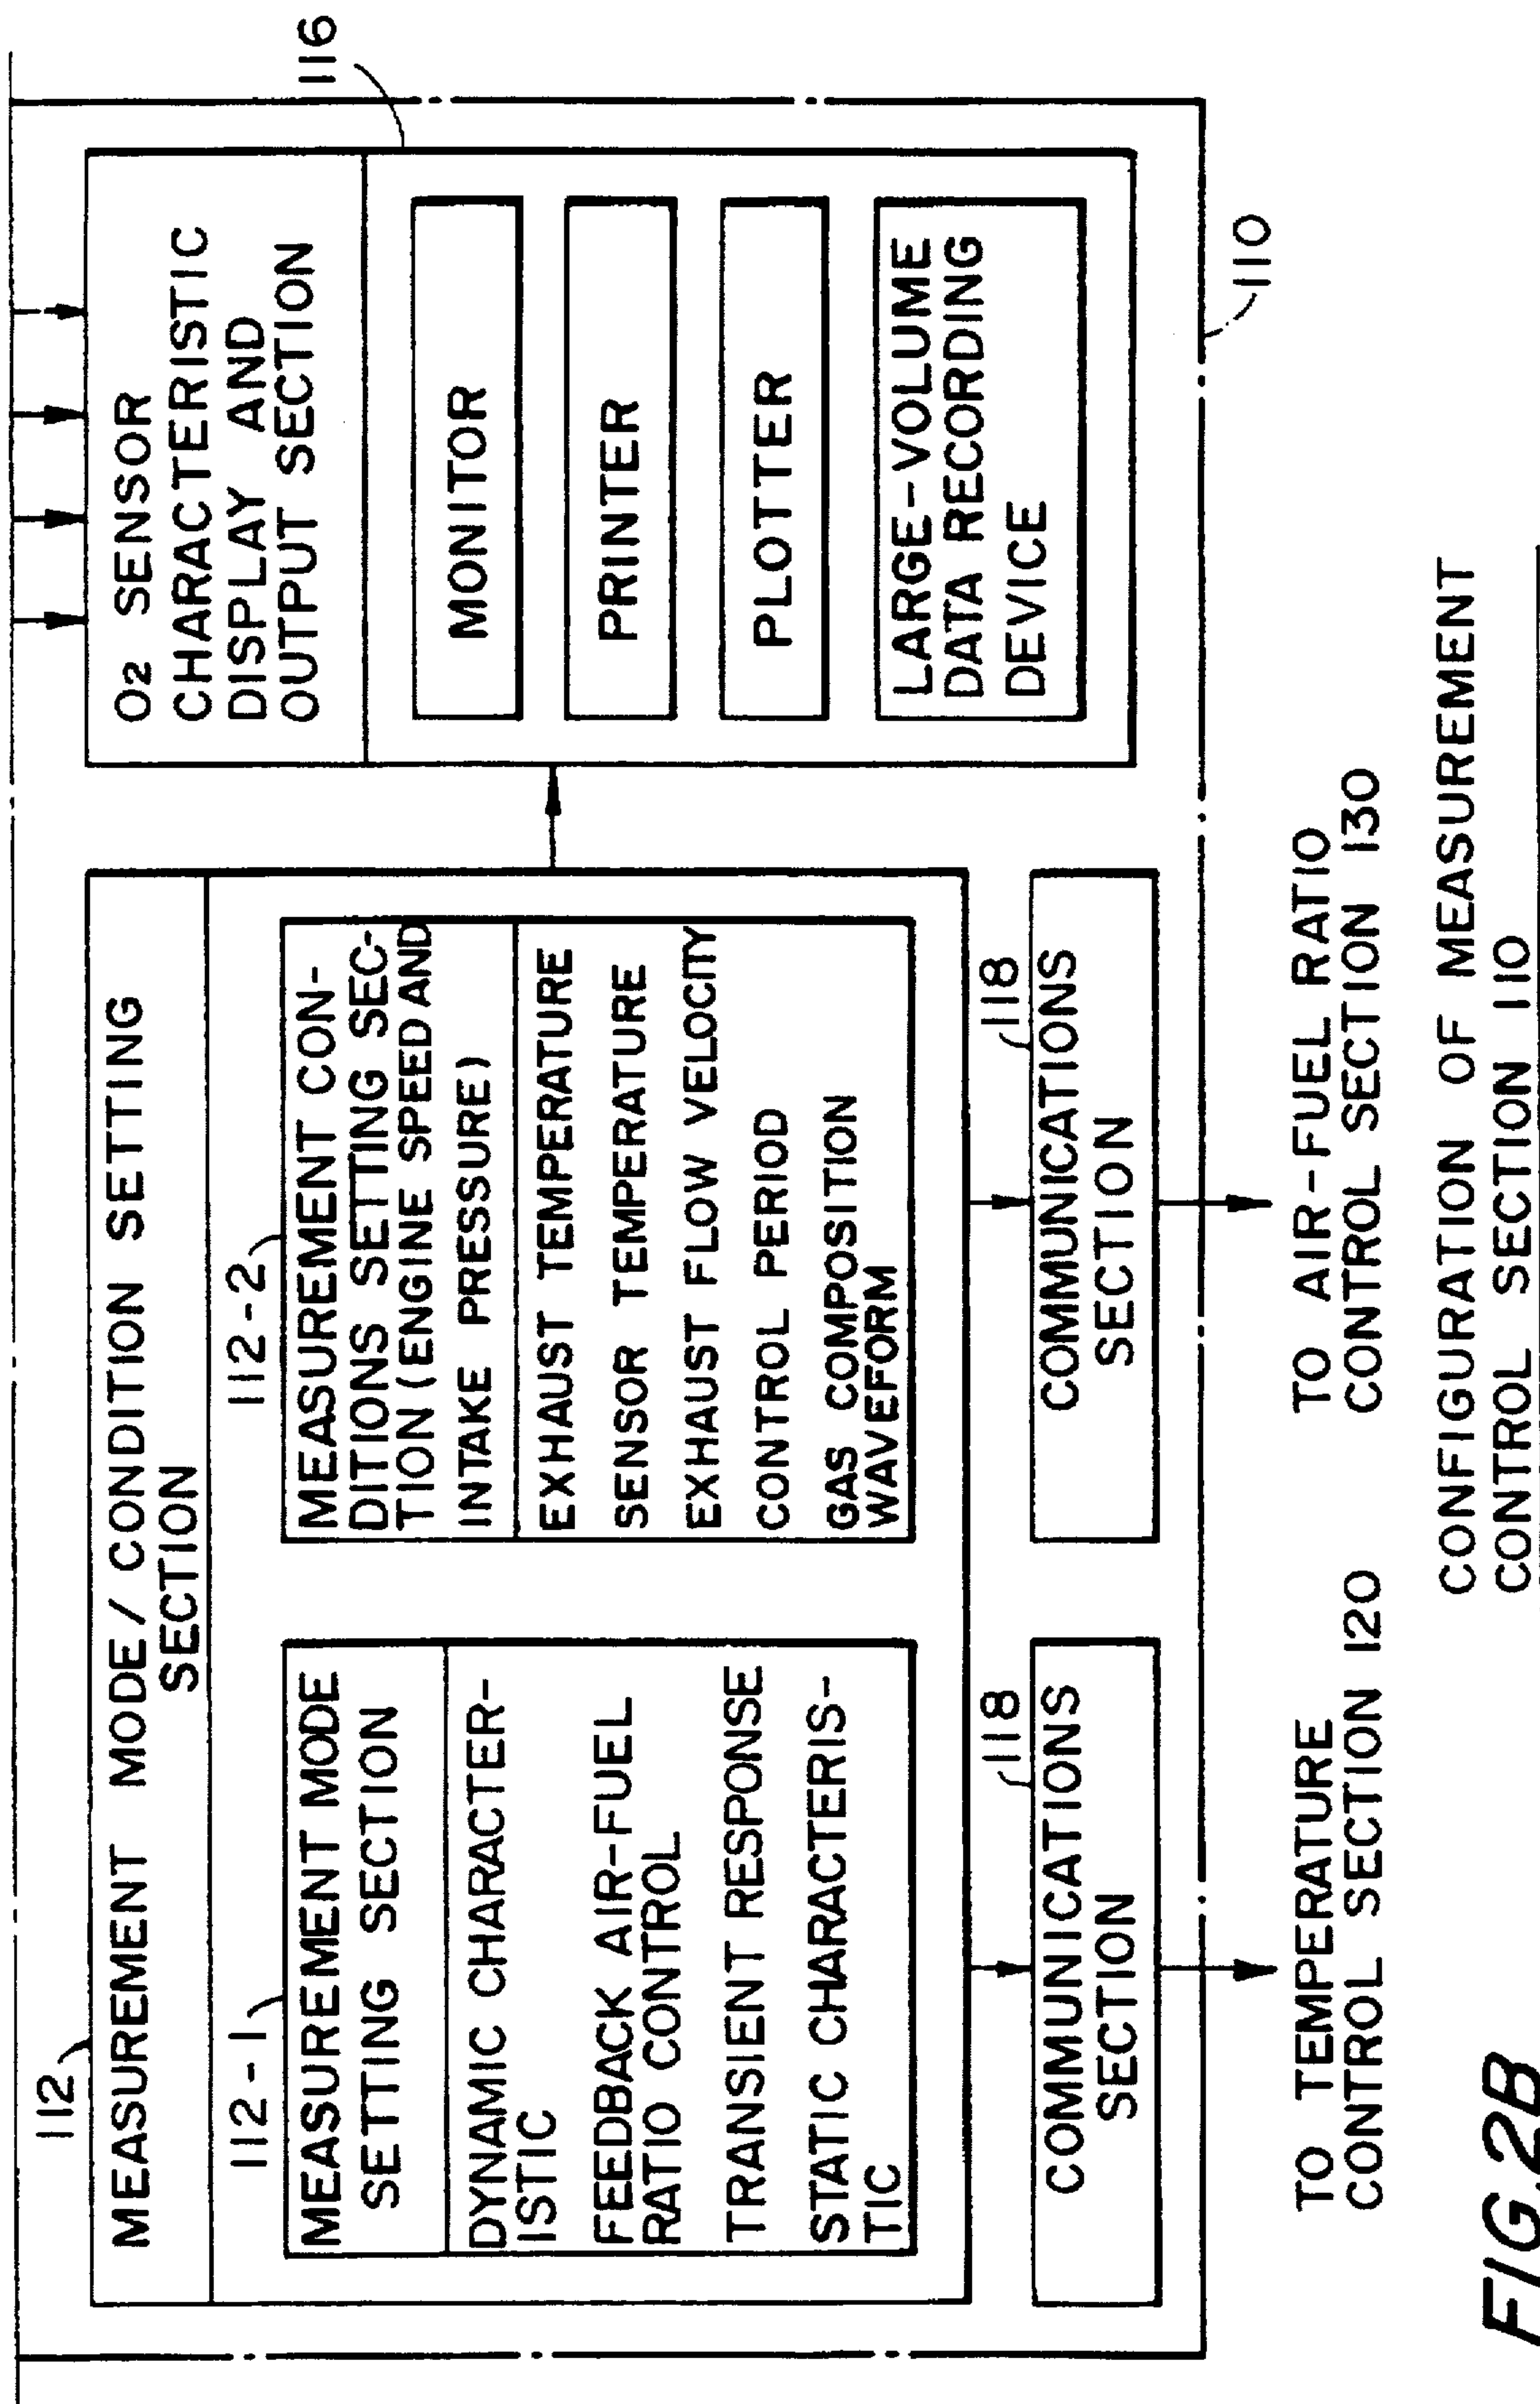 112
MEASUREMENT MODE / CONDITION SETTING
SECTION
112-1
MEASUREMENT MODE
SETTING SECTION
DYNAMIC CHARACTER-
ISTIC
FEEDBACK AIR-FUEL
RATIO CONTROL
TRANSIENT RESPONSE
STATIC CHARACTERIS-
TIC
112-2
MEASUREMENT CON-
DITIONS SETTING SEC-
TION (ENGINE SPEED AND
INTAKE PRESSURE)
EXHAUST TEMPERATURE
SENSOR TEMPERATURE
EXHAUST FLOW VELOCITY
CONTROL PERIOD
GAS COMPOSITION
WAVEFORM
O2 SENSOR
CHARACTERISTIC
DISPLAY AND
OUTPUT SECTION
116
MONITOR
PRINTER
PLOTTER
LARGE-VOLUME
DATA RECORDING
DEVICE
118
COMMUNICATIONS
SECTION
118
COMMUNICATIONS
SECTION
110
TO TEMPERATURE
CONTROL SECTION 120
TO AIR-FUEL RATIO
CONTROL SECTION 130
FIG.2B
CONFIGURATION OF MEASUREMENT
CONTROL SECTION 110